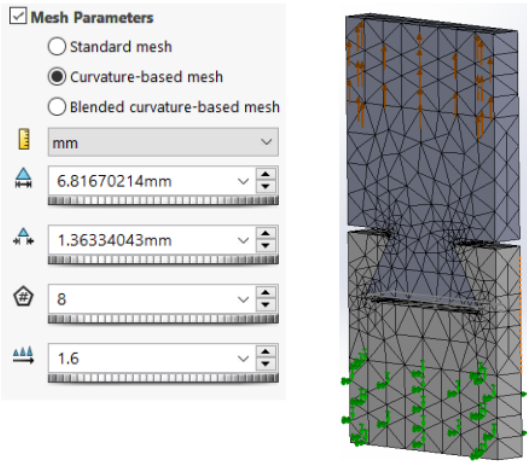 Mesh Parameters
Standard mesh
Curvature-based mesh
Blended curvature-based mesh
mm
6.81670214mm
1.36334043mm
8
1.6